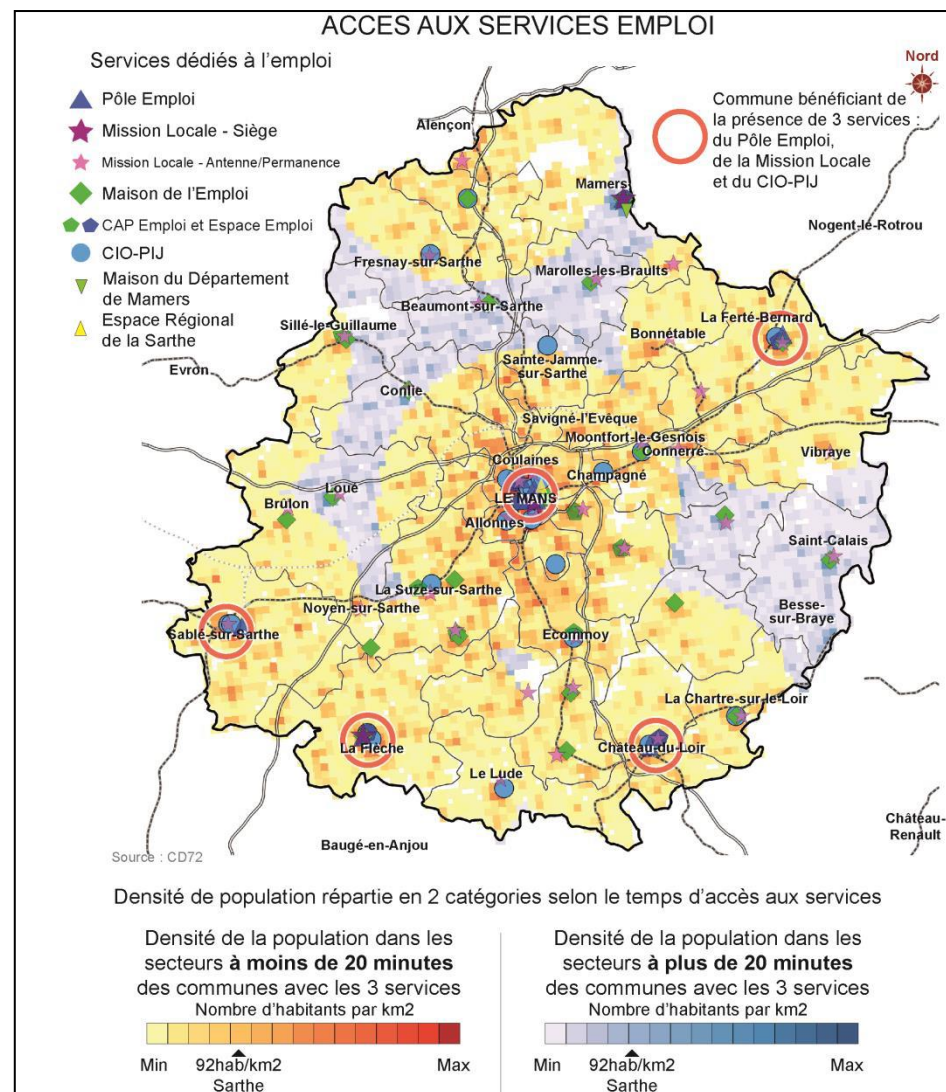 ACCES AUX SERVICES EMPLOI
Services dédiés à l'emploi
Pôle Emploi
Mission Locale - Siège
Mission Locale - Antenne/Permanence
Maison de l'Emploi
CAP Emploi et Espace Emploi
CIO-PIJ
Maison du Département
de Mamers
Espace Régional
de la Sarthe
Nord
Commune bénéficiant de
la présence de 3 services :
du Pôle Emploi,
de la Mission Locale
et du CIO-PIJ
Alençon
Mamers
Nogent-le-Rotrou
Fresnay-sur-Sarthe
Marolles-les-Braults
Beaumont-sur-Sarthe
La Ferté-Bernard
Sillé-le-Guillaume
Bonnétable
Evron
Sainte-Jamme-
sur-Sarthe
Conlie
Savigné-l'Evêque
Moontfort-le-Gesnois
Connerré
Vibraye
Coulaines
Champagné
Loué
LE MANS
Brûlon
Allonnes
Saint-Calais
La Suze-sur-Sarthe
Noyen-sur-Sarthe
Besse-
sur-Braye
Sablé-sur-Sarthe
Ecommoy
La Chartre-sur-le-Loir
La Flèche
Château-du-Loir
Le Lude
Château-
Renault
Baugé-en-Anjou
Source : CD72
Densité de population répartie en 2 catégories selon le temps d'accès aux services
Densité de la population dans les
secteurs à moins de 20 minutes
des communes avec les 3 services
Nombre d'habitants par km2
Min
92hab/km2
Sarthe
Max
Densité de la population dans les
secteurs à plus de 20 minutes
des communes avec les 3 services
Nombre d'habitants par km2
Min
92hab/km2
Sarthe
Max